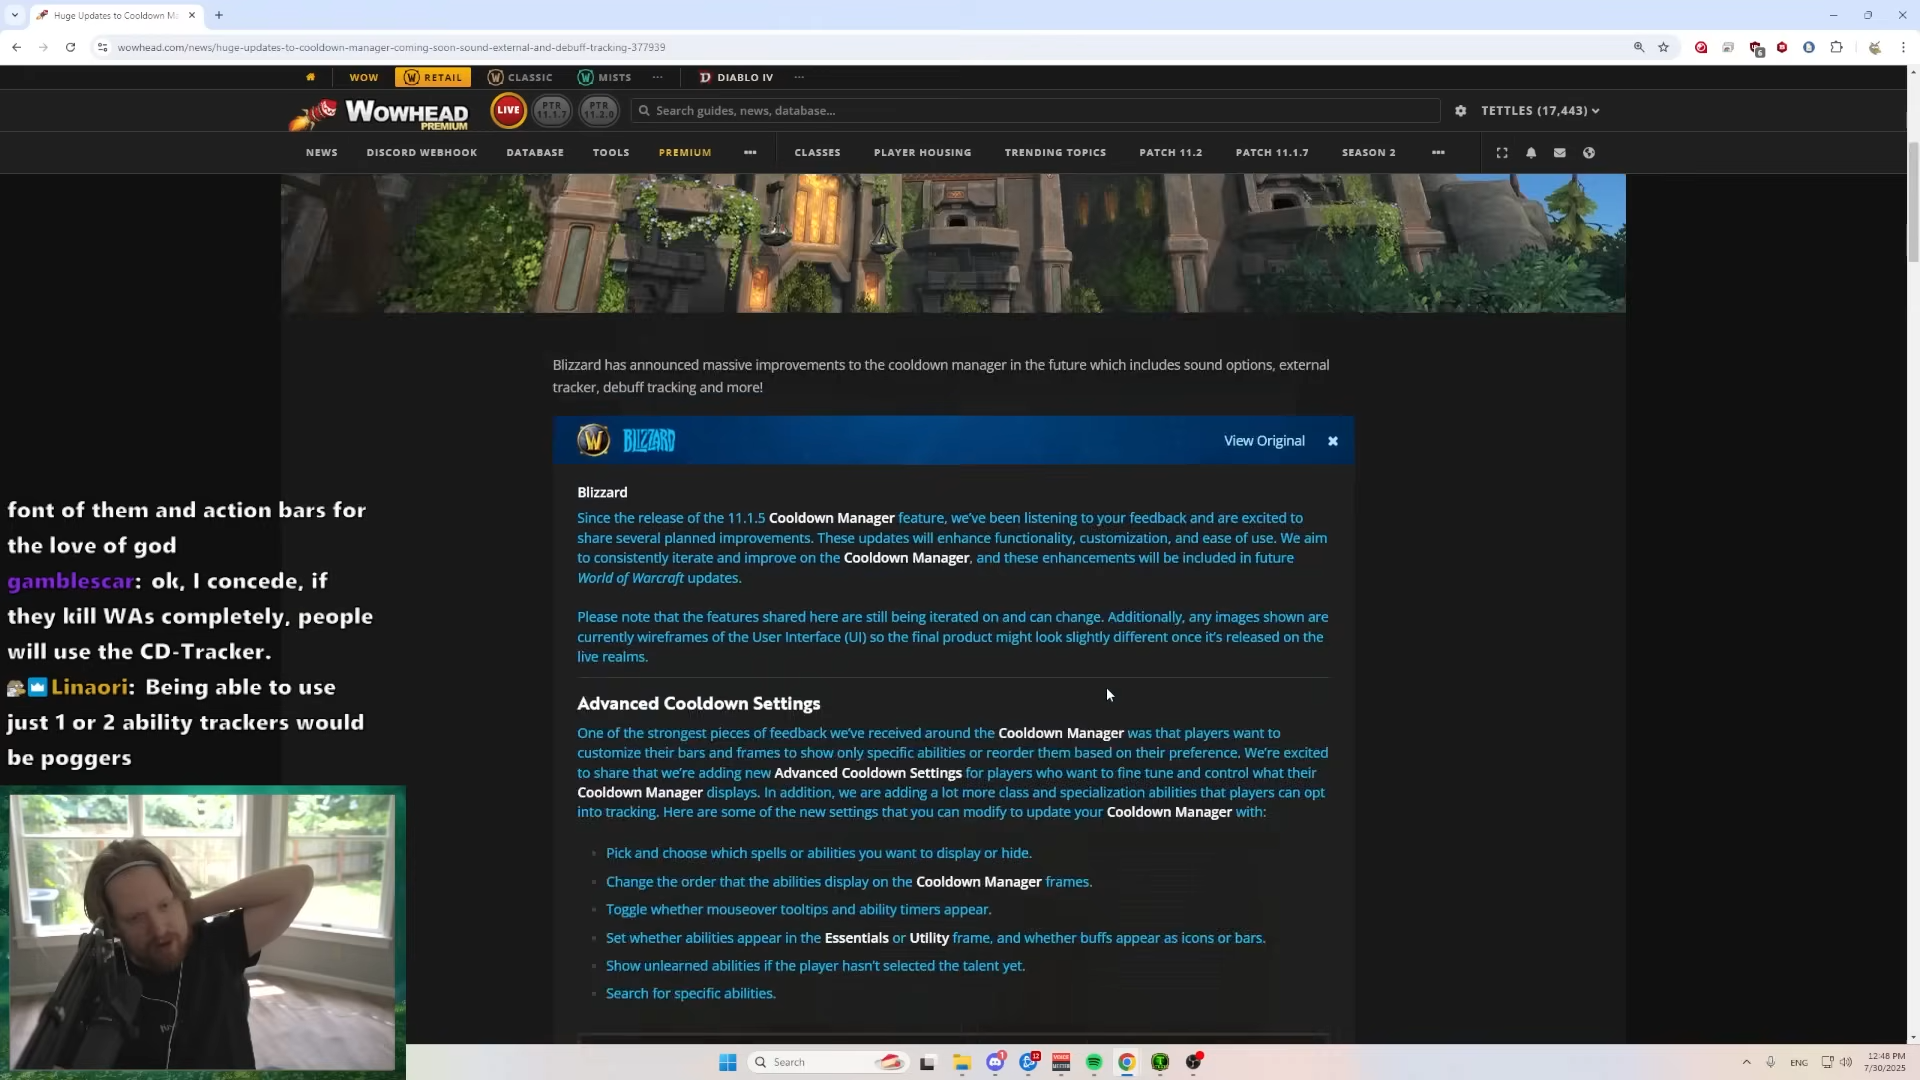 Huge Updates to Cooldown Ma
wowhead.com/news/huge-updates-to-cooldown-manager-coming-soon-sound-external-and-debuff-tracking-377939
6
WOW
RETAIL
CLASSIC
MISTS
DIABLO IV
WOWHEAD
PREMIUM
LIVE
PTR
11.1.7
PTR
11.2.0
Search guides, news, database...
TETTLES (17,443)
NEWS
DISCORD WEBHOOK
DATABASE
TOOLS
PREMIUM
CLASSES
PLAYER HOUSING
TRENDING TOPICS
PATCH 11.2
PATCH 11.1.7
SEASON 2
Blizzard has announced massive improvements to the cooldown manager in the future which includes sound options, external
tracker, debuff tracking and more!
BLIZZARD
View Original
Blizzard
Since the release of the 11.1.5 Cooldown Manager feature, we've been listening to your feedback and are excited to
share several planned improvements. These updates will enhance functionality, customization, and ease of use. We aim
to consistently iterate and improve on the Cooldown Manager, and these enhancements will be included in future
World of Warcraft updates.
Please note that the features shared here are still being iterated on and can change. Additionally, any images shown are
currently wireframes of the User Interface (UI) so the final product might look slightly different once it's released on the
live realms.
Advanced Cooldown Settings
One of the strongest pieces of feedback we've received around the Cooldown Manager was that players want to
customize their bars and frames to show only specific abilities or reorder them based on their preference. We're excited
to share that we're adding new Advanced Cooldown Settings for players who want to fine tune and control what their
Cooldown Manager displays. In addition, we are adding a lot more class and specialization abilities that players can opt
into tracking. Here are some of the new settings that you can modify to update your Cooldown Manager with:
Pick and choose which spells or abilities you want to display or hide.
Change the order that the abilities display on the Cooldown Manager frames.
Toggle whether mouseover tooltips and ability timers appear.
Set whether abilities appear in the Essentials or Utility frame, and whether buffs appear as icons or bars.
Show unlearned abilities if the player hasn't selected the talent yet.
Search for specific abilities.
font of them and action bars for
the love of god
gamblescar: ok, I concede, if
they kill WAs completely, people
will use the CD-Tracker.
Linaori: Being able to use
just 1 or 2 ability trackers would
be poggers
Search
1
12
ENG
12:48 PM
7/30/2025